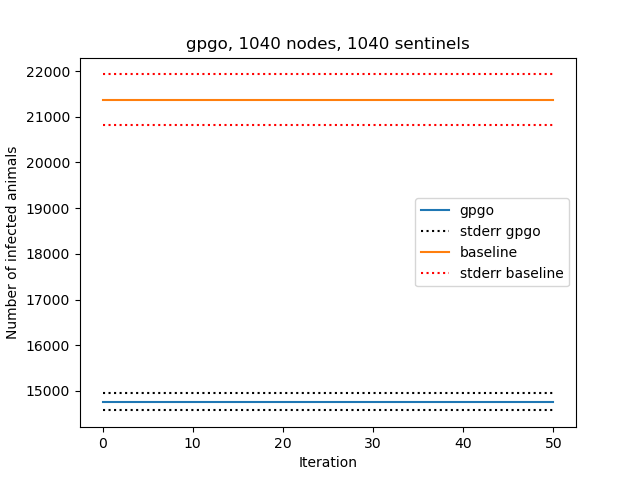 gpgo, 1040 nodes, 1040 sentinels
Number of infected animals
22000
21000
20000
19000
18000
17000
16000
15000
gpgo
stderr gpgo
baseline
stderr baseline
0 10 20 30 40 50
Iteration